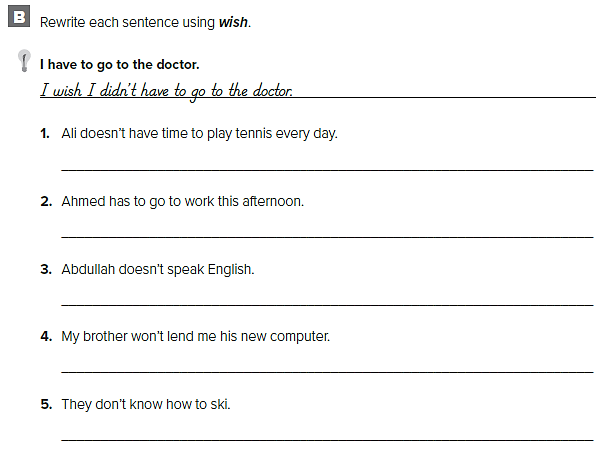 B Rewrite each sentence using wish.
I have to go to the doctor.
I wish I didn't have to go to the doctor.
1. Ali doesn't have time to play tennis every day.
2. Ahmed has to go to work this afternoon.
3. Abdullah doesn't speak English.
4. My brother won't lend me his new computer.
5. They don't know how to ski.